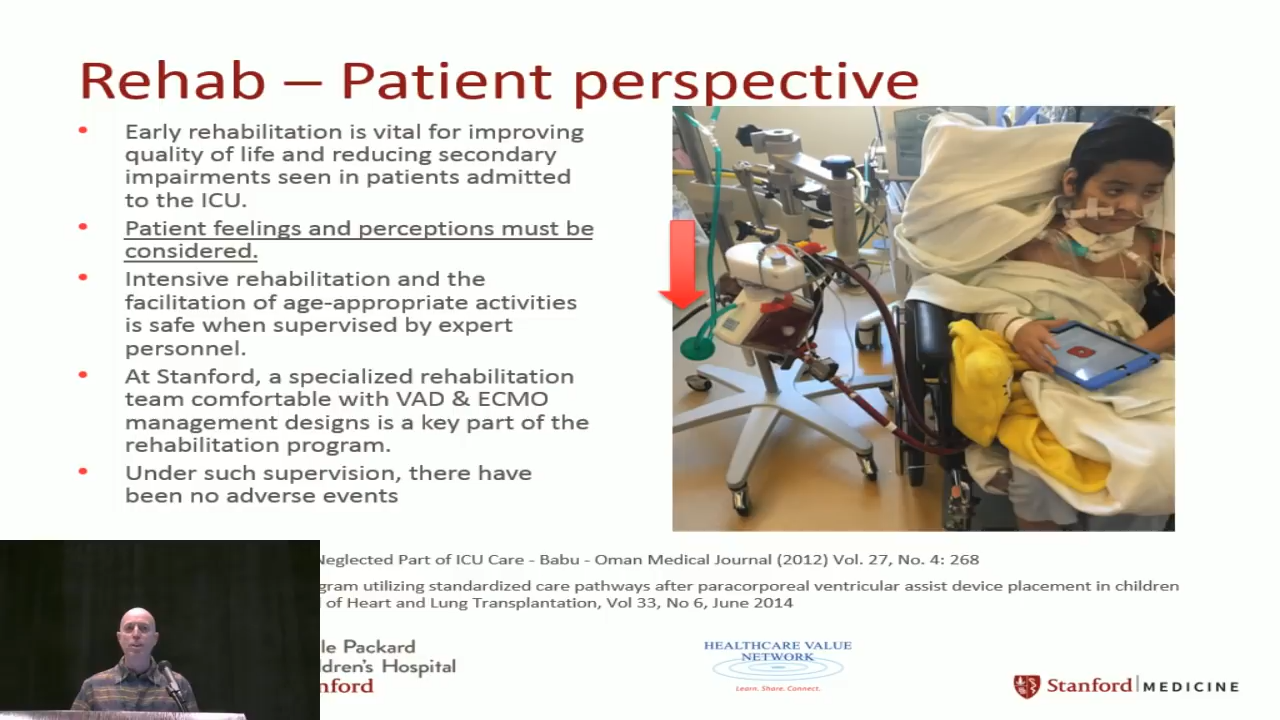 Rehab – Patient perspective
• Early rehabilitation is vital for improving
quality of life and reducing secondary
impairments seen in patients admitted
to the ICU.
• Patient feelings and perceptions must be
considered.
• Intensive rehabilitation and the
facilitation of age-appropriate activities
is safe when supervised by expert
personnel.
• At Stanford, a specialized rehabilitation
team comfortable with VAD & ECMO
management designs is a key part of the
rehabilitation program.
• Under such supervision, there have
been no adverse events
Neglected Part of ICU Care - Babu - Oman Medical Journal (2012) Vol. 27, No. 4: 268
utilizing standardized care pathways after paracorporeal ventricular assist device placement in children
of Heart and Lung Transplantation, Vol 33, No 6, June 2014
Packard
Hospital
HEALTHCARE VALUE
NETWORK
Learn. Share. Connect.
Stanford MEDICINE